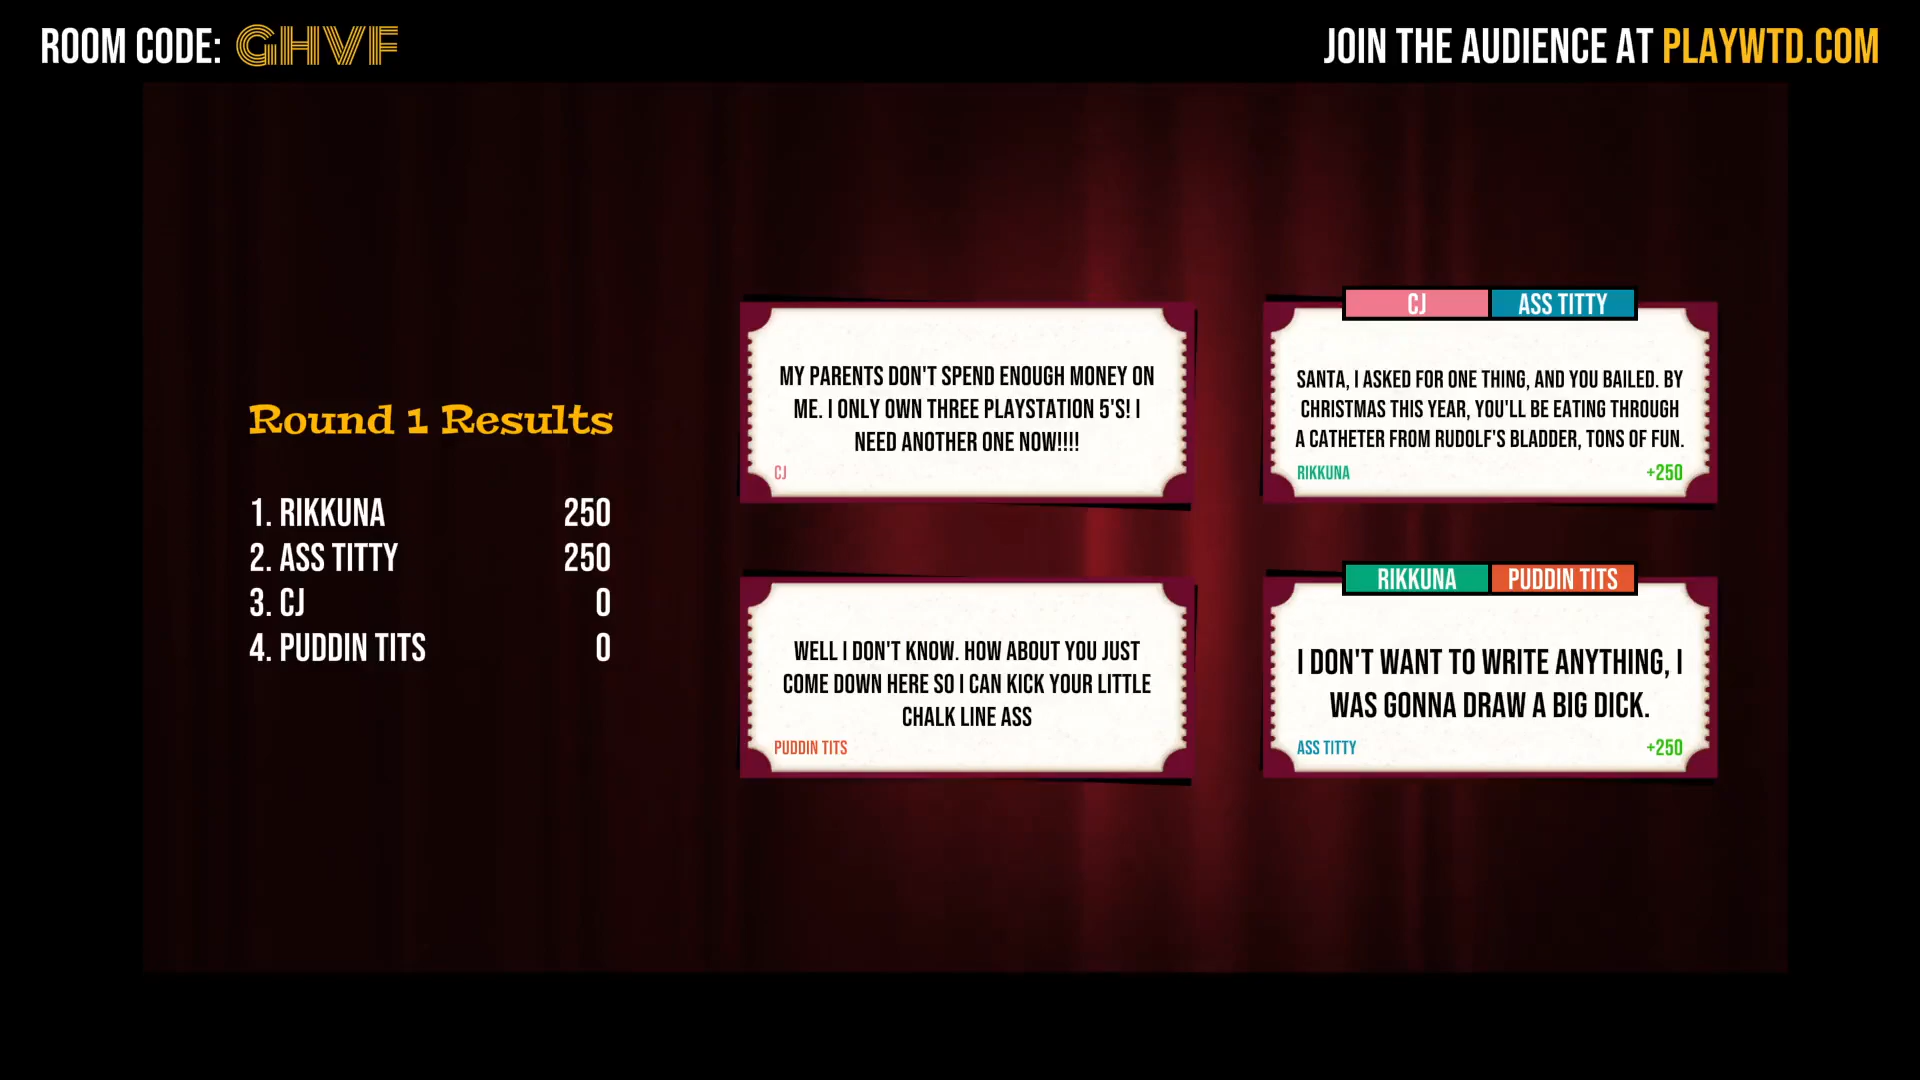 ROOM CODE: GHVF
JOIN THE AUDIENCE AT PLAYWTD.COM
Round 1 Results
1. RIKKUNA 250
2. ASS TITTY 250
3. CJ 0
4. PUDDIN TITS 0
MY PARENTS DON'T SPEND ENOUGH MONEY ON
ME. I ONLY OWN THREE PLAYSTATION 5'S! I
NEED ANOTHER ONE NOW!!!!
CJ
CJ ASS TITTY
SANTA, I ASKED FOR ONE THING, AND YOU BAILED. BY
CHRISTMAS THIS YEAR, YOU'LL BE EATING THROUGH
A CATHETER FROM RUDOLF'S BLADDER, TONS OF FUN.
RIKKUNA +250
WELL I DON'T KNOW. HOW ABOUT YOU JUST
COME DOWN HERE SO I CAN KICK YOUR LITTLE
CHALK LINE ASS
PUDDIN TITS
RIKKUNA PUDDIN TITS
I DON'T WANT TO WRITE ANYTHING, I
WAS GONNA DRAW A BIG DICK.
ASS TITTY +250